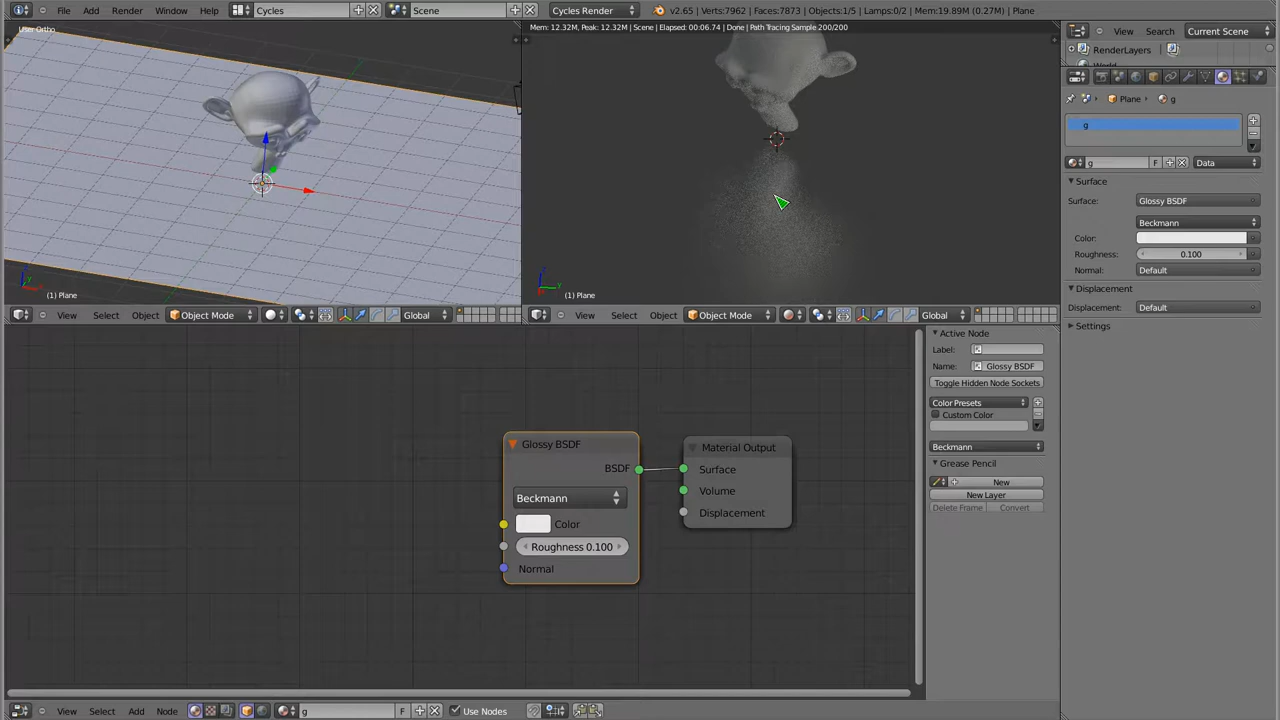 File Add Render Window Help Cycles Scene Cycles Render v2.65 | Verts:7962 | Faces:7873 | Objects:1/5 | Lamps:0/2 | Mem:19.89M (0.27M) | Plane
View Search Current Scene
RenderLayers
User Ortho
Mem: 12.32M, Peak: 12.32M | Scene | Elapsed: 00:06.74 | Done | Path Tracing Sample 200/200
Plane g
g
g F Data
Surface
Surface: Glossy BSDF
Beckmann
Color:
Roughness: 0.100
Normal: Default
Displacement
Displacement: Default
Settings
(1) Plane
(1) Plane
View Select Object Object Mode Global
View Select Object Object Mode Global
Active Node
Label:
Name: Glossy BSDF
Toggle Hidden Node Sockets
Color Presets
Custom Color
Beckmann
Grease Pencil
New
New Layer
Delete Frame Convert
Glossy BSDF
BSDF
Beckmann
Color
Roughness 0.100
Normal
Material Output
Surface
Volume
Displacement
View Select Add Node g F Use Nodes